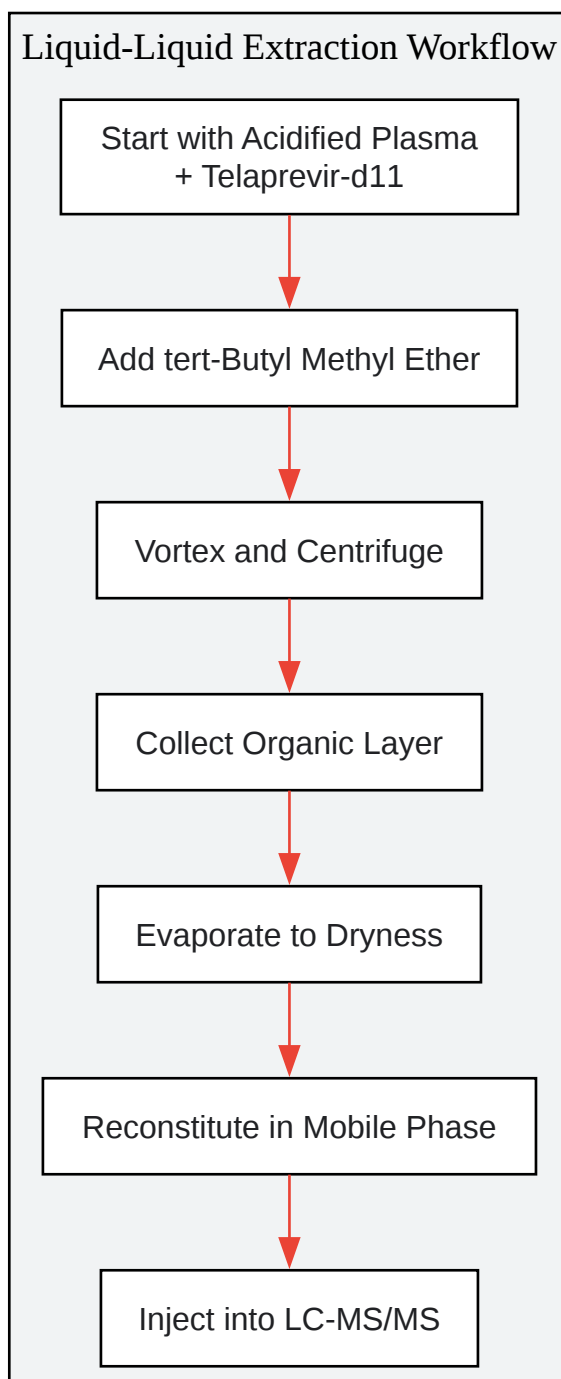 Liquid-Liquid Extraction Workflow
Start with Acidified Plasma
+ Telaprevir-d11
Add tert-Butyl Methyl Ether
Vortex and Centrifuge
Collect Organic Layer
Evaporate to Dryness
Reconstitute in Mobile Phase
Inject into LC-MS/MS